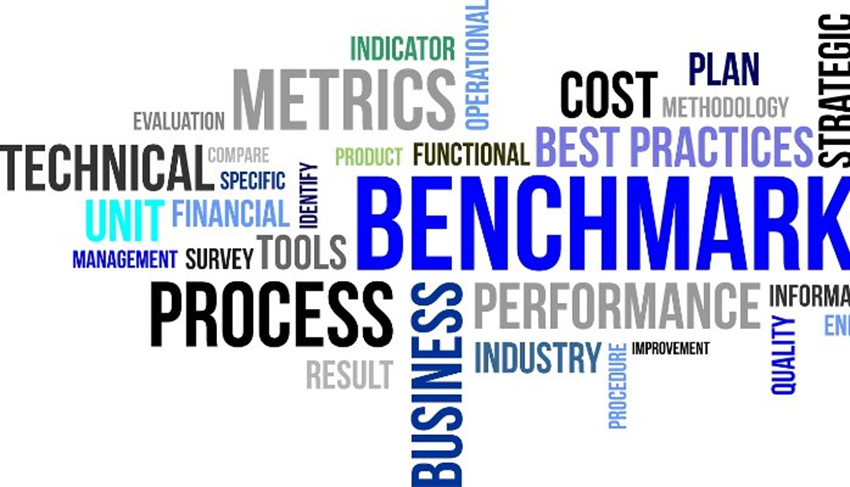 OPERATIONAL
STRATEGIC
INDICATOR
PLAN
METRICS
COST
METHODOLOGY
EVALUATION
BEST PRACTICES
TECHNICAL
COMPARE
PRODUCT
FUNCTIONAL
SPECIFIC
IDENTIFY
BENCHMARK
UNIT
FINANCIAL
MANAGEMENT
SURVEY
TOOLS
PROCESS
BUSINESS
PERFORMANCE
INFORMA
QUALITY
EN
INDUSTRY
PROCEDURE
IMPROVEMENT
RESULT